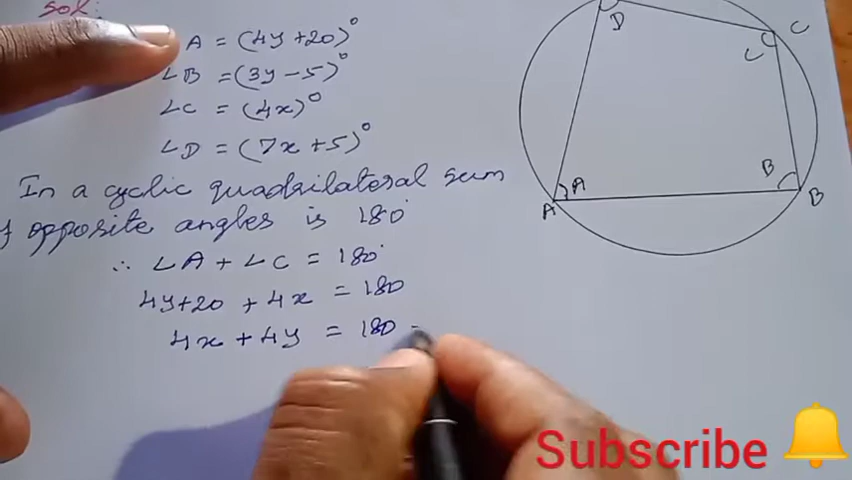 Sol:
A = (4y+20)°
∠B = (3y-5)°
∠C = (4x)°
∠D = (7x+5)°
In a cyclic quadrilateral sum
opposite angles is 180°
∴ ∠A + ∠C = 180°
4y+20 + 4x = 180
4x + 4y = 180 -
D
C
C
A
B
A
B
Subscribe